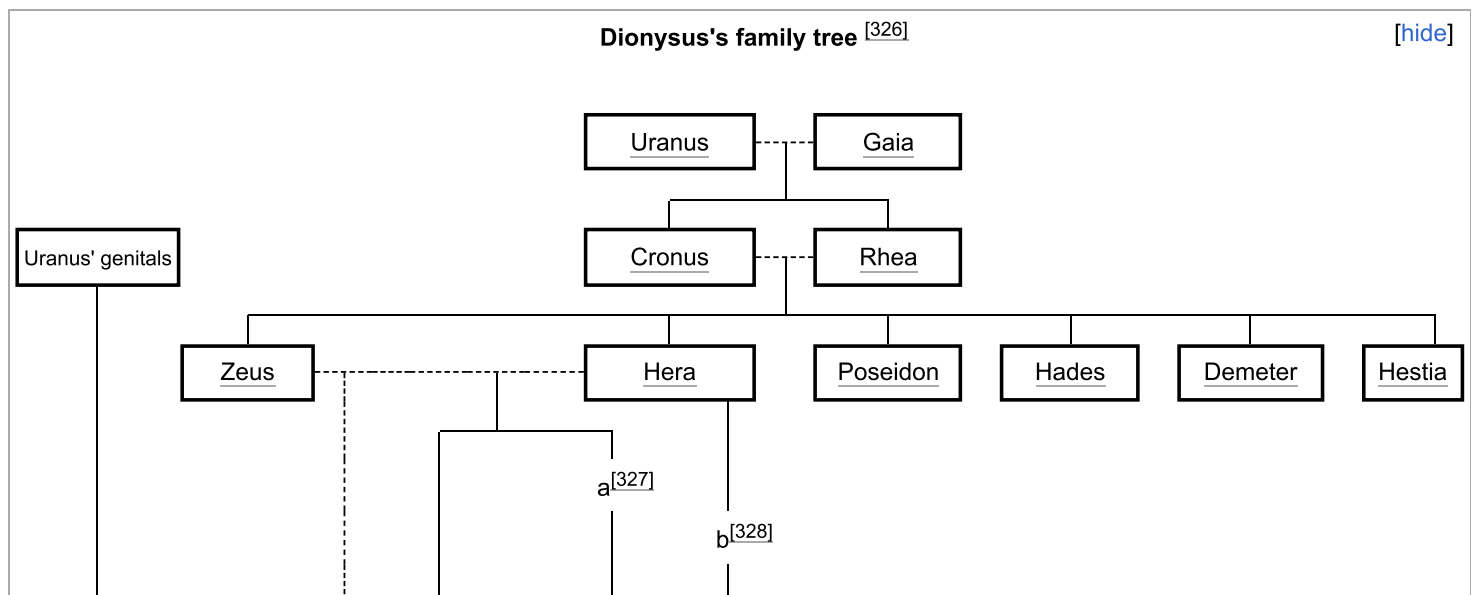 Dionysus's family tree [326]
[hide]
Uranus Gaia
Uranus' genitals Cronus Rhea
Zeus Hera Poseidon Hades Demeter Hestia
a[327]
b[328]